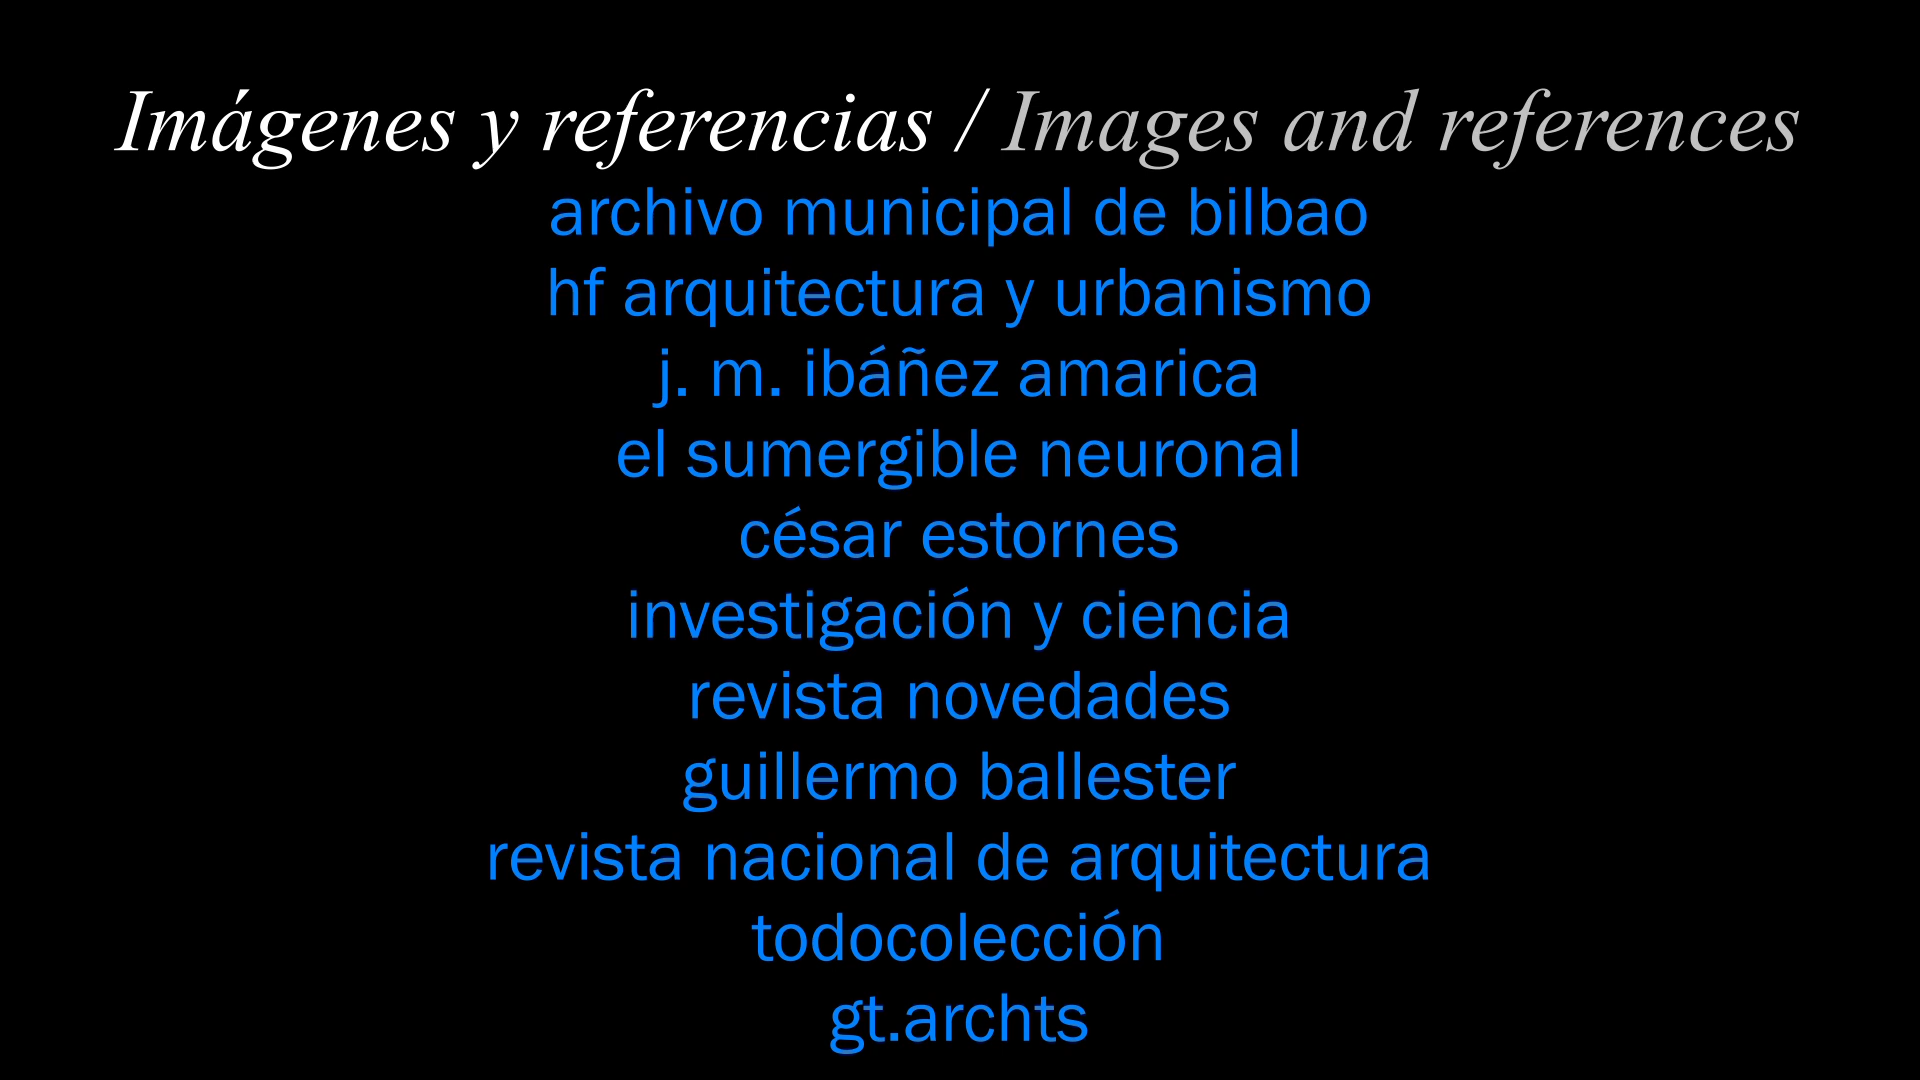 Imágenes y referencias / Images and references
archivo municipal de bilbao
hf arquitectura y urbanismo
j. m. ibáñez amarica
el sumergible neuronal
césar estornes
investigación y ciencia
revista novedades
guillermo ballester
revista nacional de arquitectura
todocolección
gt.archts